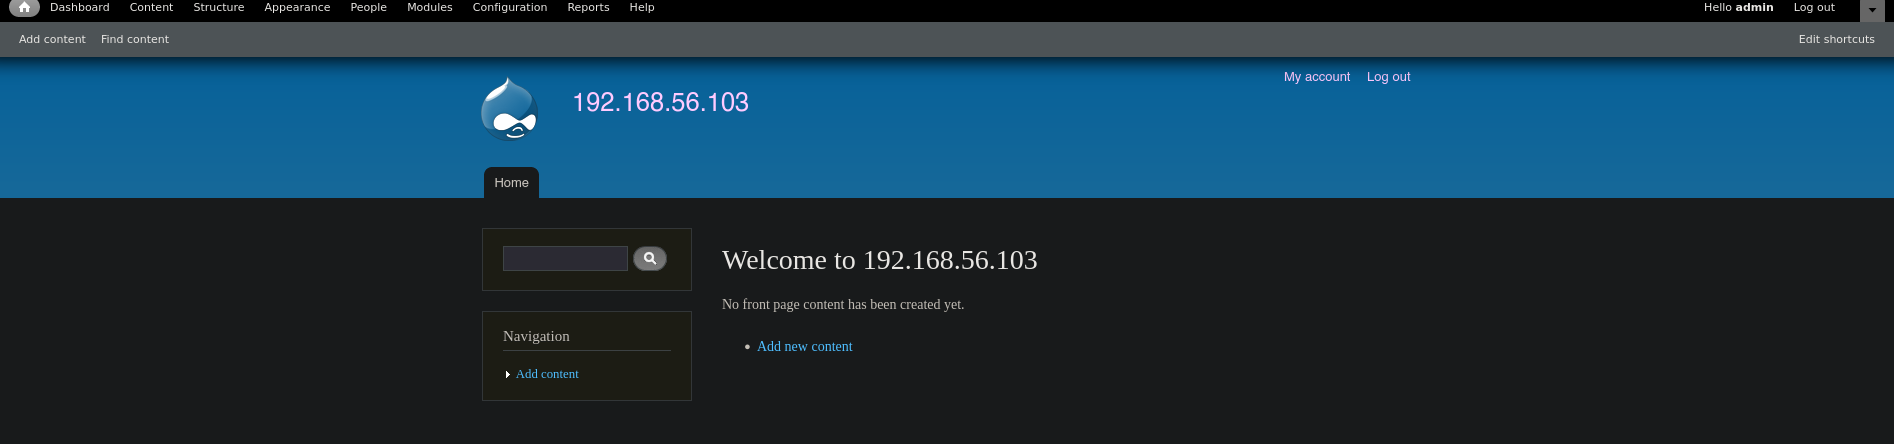 Dashboard Content Structure Appearance People Modules Configuration Reports Help Hello admin Log out
Add content Find content Edit shortcuts
My account Log out
192.168.56.103
Home
Welcome to 192.168.56.103
No front page content has been created yet.
Navigation
Add new content
Add content